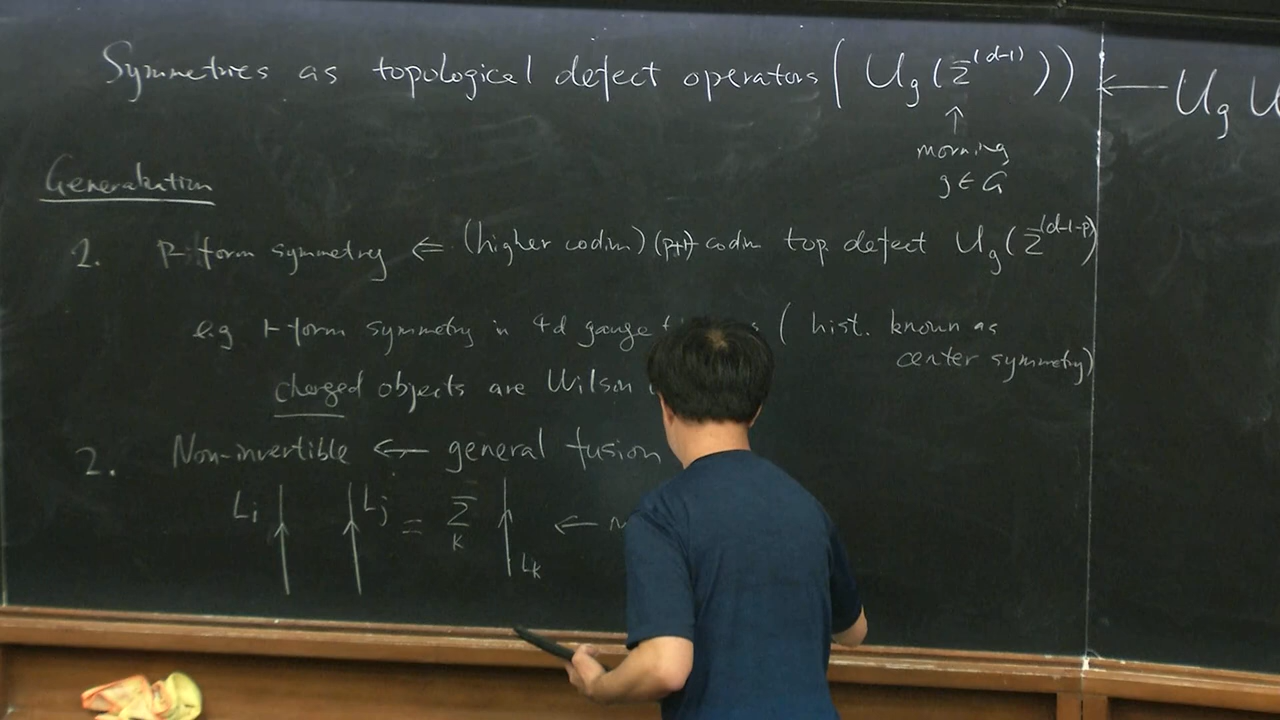 Symmetries as topological defect operators ( U_g ( Σ^(d-1) ) ) ← U_g U
↑
morning
g ∈ G
Generalization
1. p-form symmetry ⇐ (higher codim) (p+1) codim top. defect U_g ( Σ^(d-1-p) )
e.g 1-form symmetry in 4d gauge ( hist. known as
center symmetry)
charged objects are Wilson
2. Non-invertible ← general fusion
L_i L_j = Σ_k L_k ←